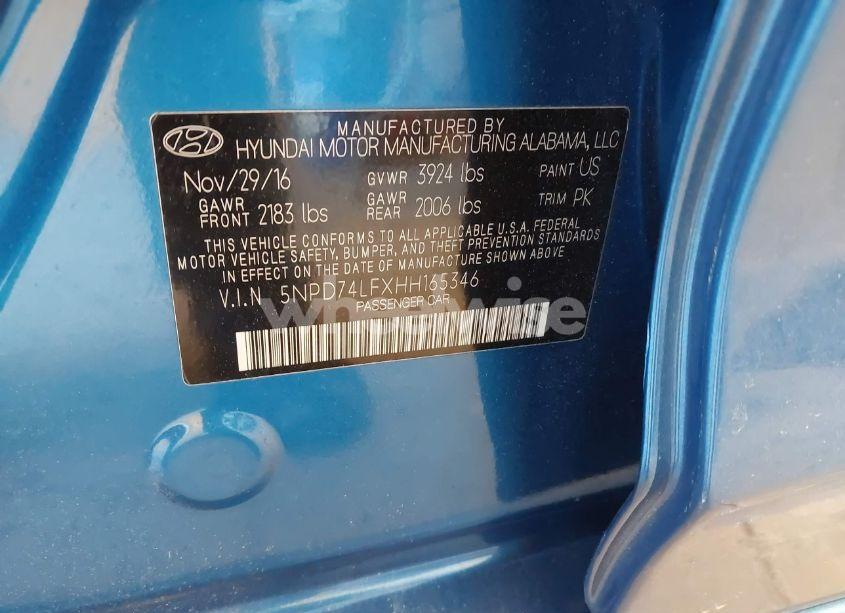 MANUFACTURED BY
HYUNDAI MOTOR MANUFACTURING ALABAMA, LLC
Nov/29/16 GVWR 3924 lbs PAINT US
GAWR FRONT 2183 lbs GAWR REAR 2006 lbs TRIM PK
THIS VEHICLE CONFORMS TO ALL APPLICABLE U.S.A. FEDERAL
MOTOR VEHICLE SAFETY, BUMPER, AND THEFT PREVENTION STANDARDS
IN EFFECT ON THE DATE OF MANUFACTURE SHOWN ABOVE
V.I.N 5NPD74LFXHH165346
PASSENGER CAR
wheelwise